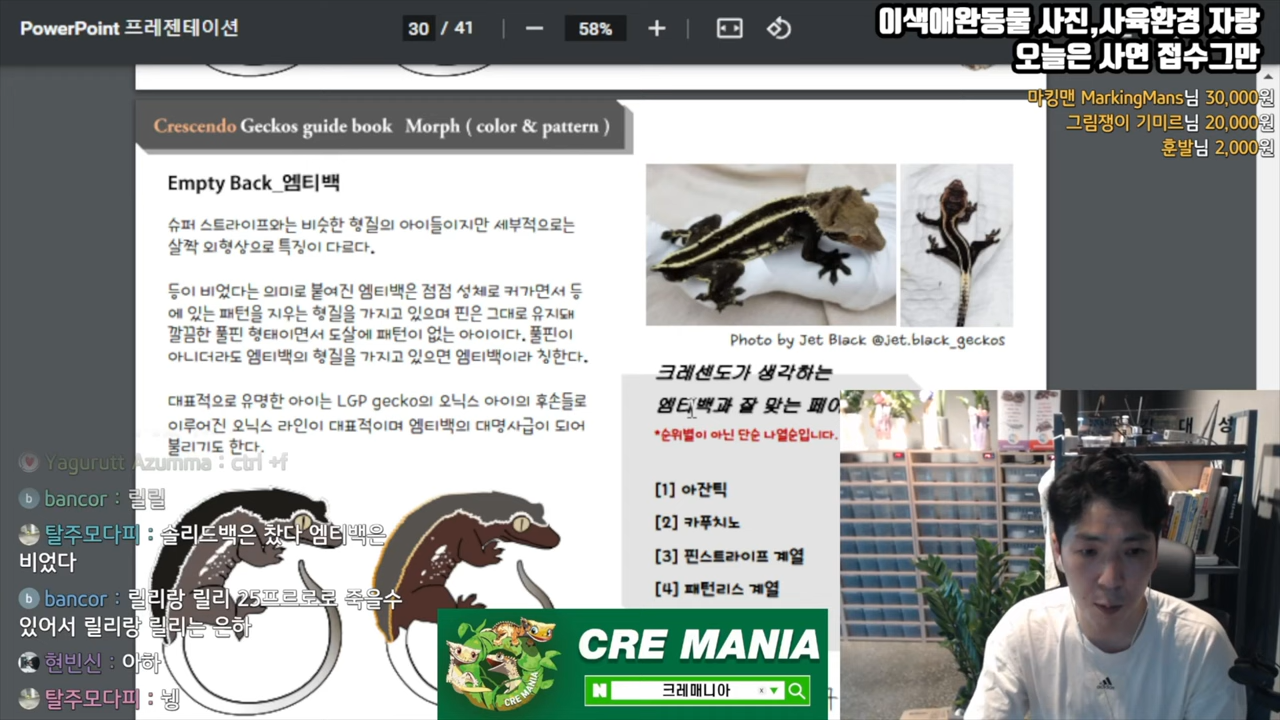 PowerPoint 프레젠테이션
30 / 41
58%
이색애완동물 사진,사육환경 자랑
오늘은 사연 접수그만
마킹맨 MarkingMans님 30,000원
그림쟁이 기미르님 20,000원
훈발님 2,000원
Crescendo Geckos guide book Morph ( color & pattern )
Empty Back_엠티백
슈퍼 스트라이프와는 비슷한 형질의 아이들이지만 세부적으로는
살짝 외형상으로 특징이 다르다.
등이 비었다는 의미로 붙여진 엠티백은 점점 성체로 커가면서 등
에 있는 패턴을 지우는 형질을 가지고 있으며 핀은 그대로 유지돼
깔끔한 풀핀 형태이면서 도살에 패턴이 없는 아이이다. 풀핀이
아니더라도 엠티백의 형질을 가지고 있으면 엠티백이라 칭한다.
대표적으로 유명한 아이는 LGP gecko의 오닉스 아이의 후손들로
이루어진 오닉스 라인이 대표적이며 엠티백의 대명사급이 되어
불리기도 한다.
Photo by Jet Black @jet.black_geckos
크레센도가 생각하는
엠티백과 잘 맞는 페어
*순위별이 아닌 단순 나열순입니다.
[1] 아잔틱
[2] 카푸치노
[3] 핀스트라이프 계열
[4] 패턴리스 계열
Yagurutt Azumma : ctrl +f
bancor : 릴릴
탈주모다피 : 솔리드백은 찼다 엠티백은
비었다
bancor : 릴리랑 릴리 25프르로로 죽을수
있어서 릴리랑 릴리는 은하
현빈신 : 아하
탈주모다피 : 넹
CRE MANIA
N 크레매니아
CRE MANIA
대 성